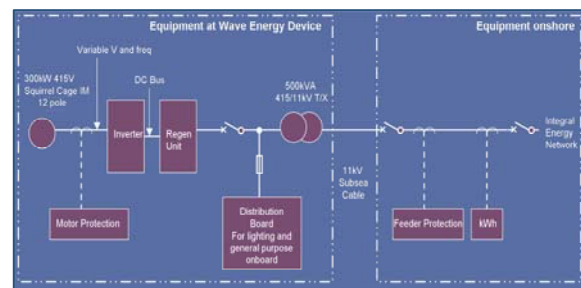 Equipment at Wave Energy Device
Equipment onshore
Variable V and freq
300kW 415V
Squirrel Cage IM
12 pole
DC Bus
500kVA
415/11kV T/X
Inverter
Regen
Unit
Integral
Energy
Network
11kV
Subsea
Cable
Motor Protection
Distribution
Board
For lighting and
general purpose
onboard
Feeder Protection
kWh